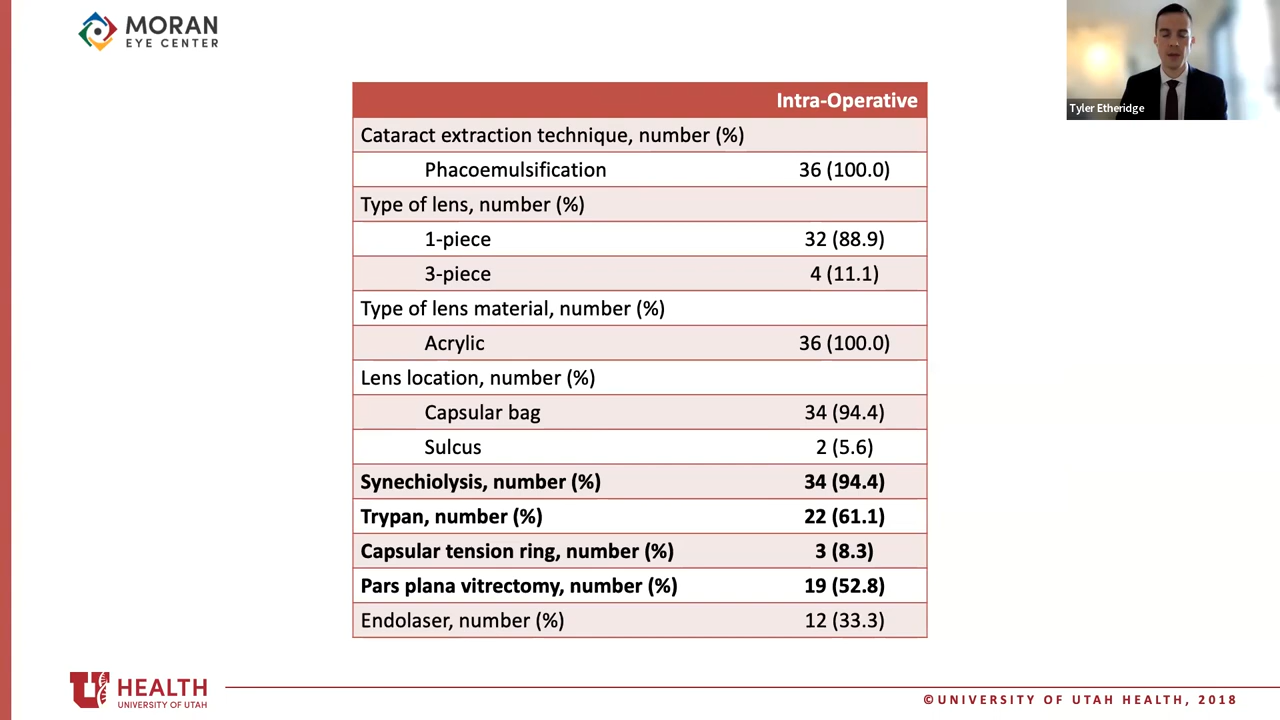 MORAN
EYE CENTER
Tyler Etheridge
Intra-Operative
Cataract extraction technique, number (%)
Phacoemulsification 36 (100.0)
Type of lens, number (%)
1-piece 32 (88.9)
3-piece 4 (11.1)
Type of lens material, number (%)
Acrylic 36 (100.0)
Lens location, number (%)
Capsular bag 34 (94.4)
Sulcus 2 (5.6)
Synechiolysis, number (%) 34 (94.4)
Trypan, number (%) 22 (61.1)
Capsular tension ring, number (%) 3 (8.3)
Pars plana vitrectomy, number (%) 19 (52.8)
Endolaser, number (%) 12 (33.3)
U HEALTH
UNIVERSITY OF UTAH
©UNIVERSITY OF UTAH HEALTH, 2018